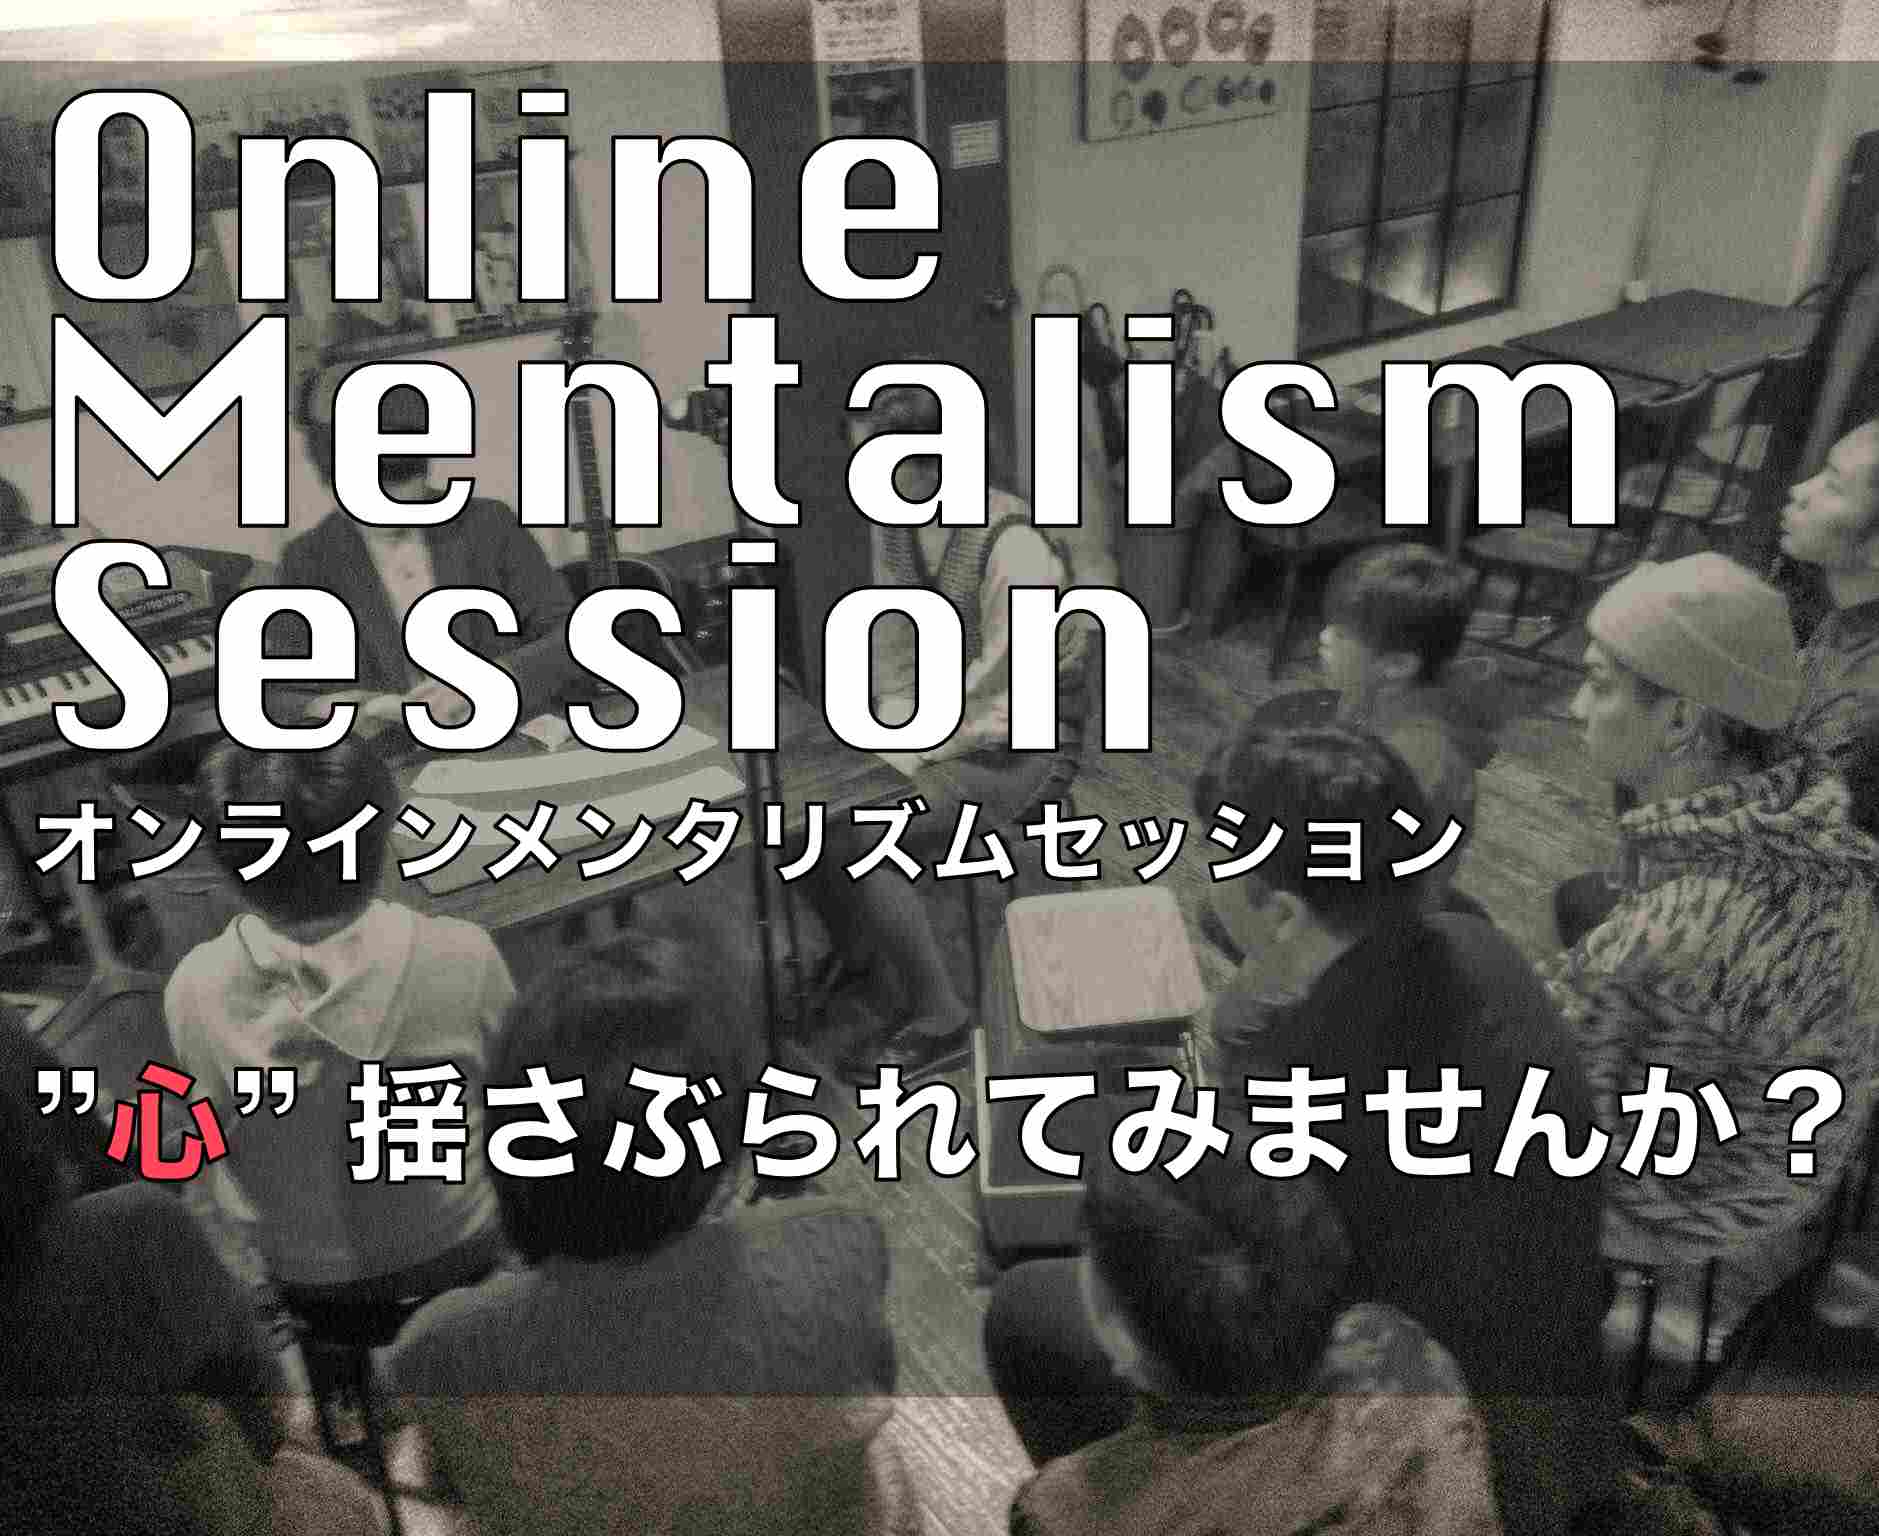 Online
Mentalism
Session
オンラインメンタリズムセッション
”心” 揺さぶられてみませんか？